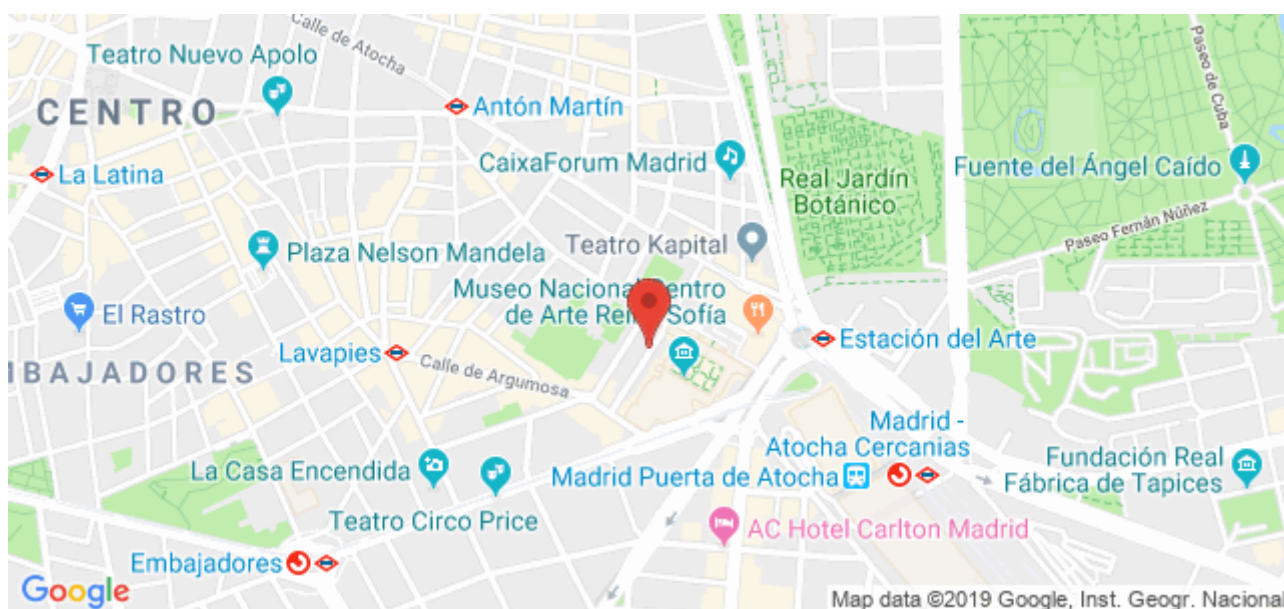 Calle de Atocha
Teatro Nuevo Apolo
Paseo de Cuba
CENTRO
Antón Martín
La Latina
CaixaForum Madrid
Real Jardín
Botánico
Fuente del Ángel Caído
Paseo Fernán Núñez
Teatro Kapital
Plaza Nelson Mandela
Museo Nacional Centro
de Arte Reina Sofía
El Rastro
Lavapies
Estación del Arte
Calle de Argumosa
MBAJADORES
Madrid -
Atocha Cercanias
La Casa Encendida
Madrid Puerta de Atocha
Fundación Real
Fábrica de Tapices
Teatro Circo Price
AC Hotel Carlton Madrid
Embajadores
Google
Map data ©2019 Google, Inst. Geogr. Nacional